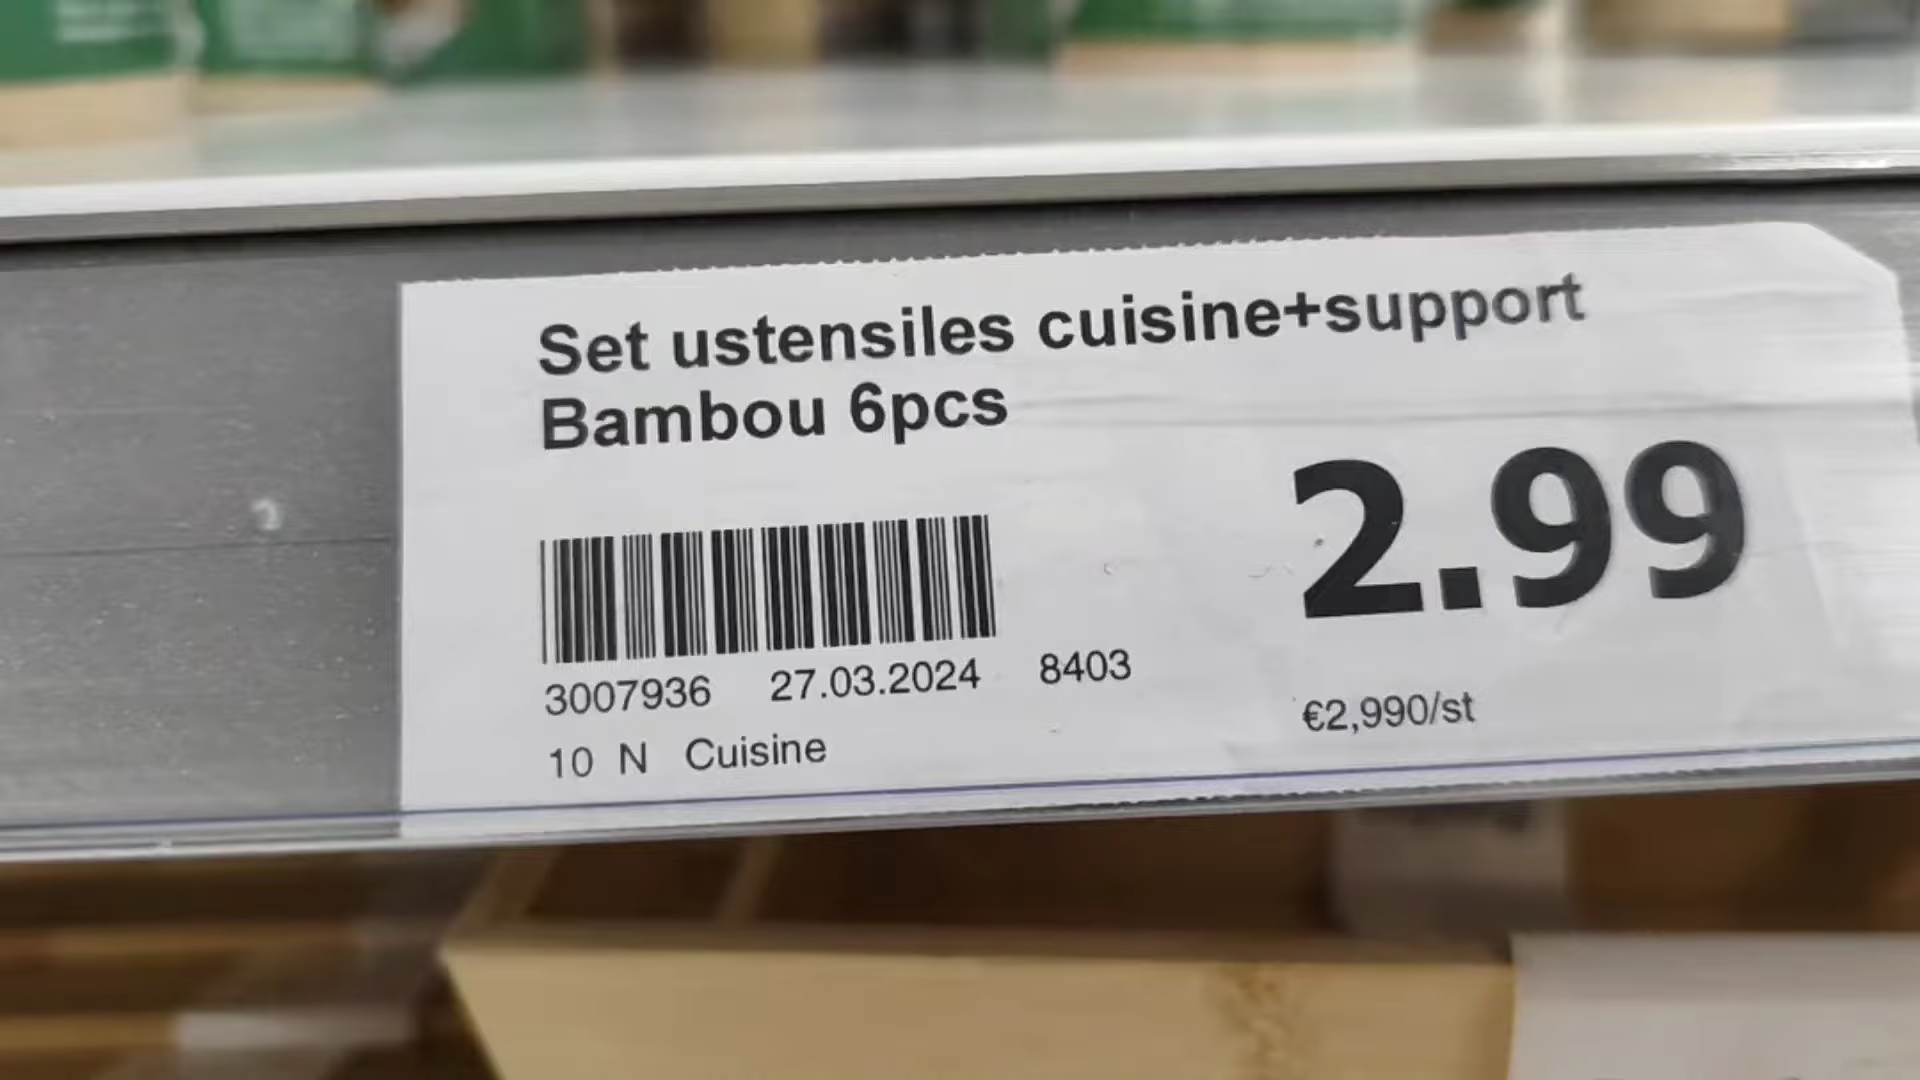 Set ustensiles cuisine+support
Bambou 6pcs
2.99
3007936 27.03.2024 8403
€2,990/st
10 N Cuisine